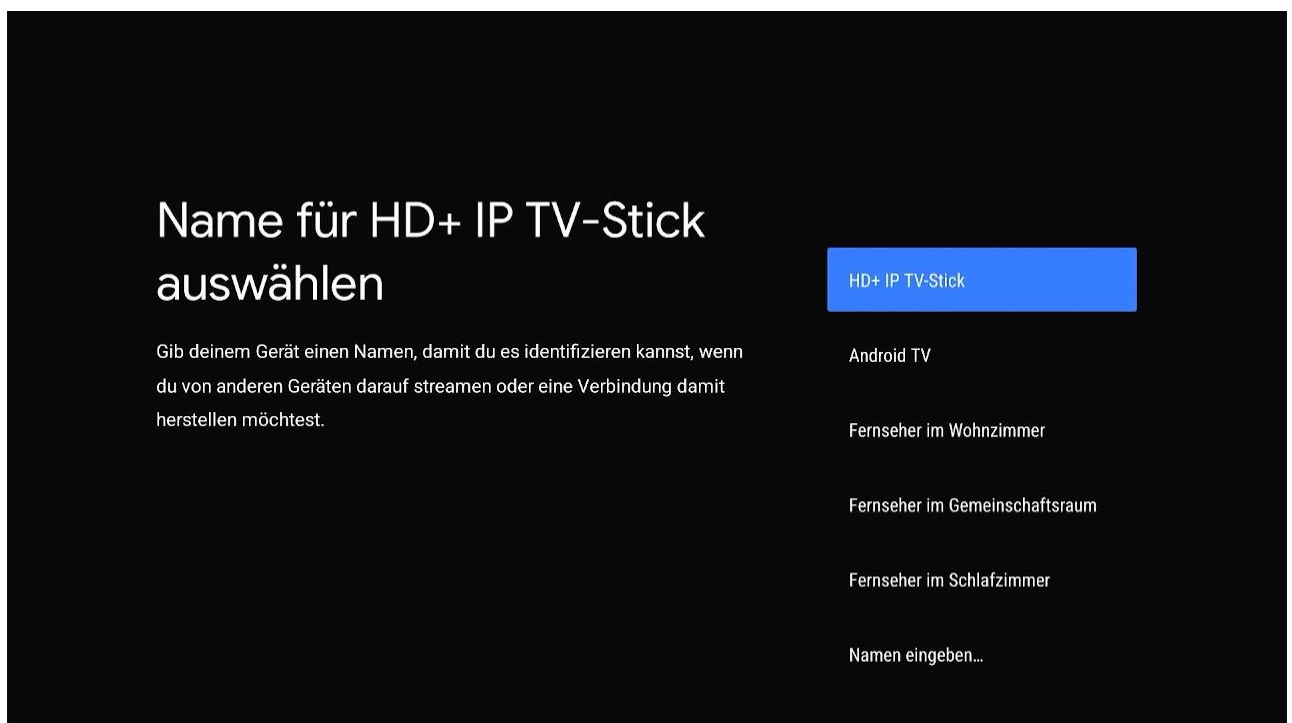 Name für HD+ IP TV-Stick
auswählen
Gib deinem Gerät einen Namen, damit du es identifizieren kannst, wenn
du von anderen Geräten darauf streamen oder eine Verbindung damit
herstellen möchtest.
HD+ IP TV-Stick
Android TV
Fernseher im Wohnzimmer
Fernseher im Gemeinschaftsraum
Fernseher im Schlafzimmer
Namen eingeben…